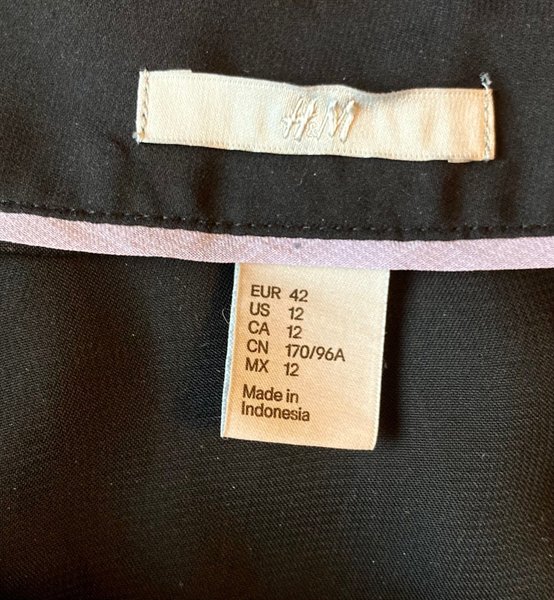 H&M
EUR 42
US 12
CA 12
CN 170/96A
MX 12
Made in
Indonesia